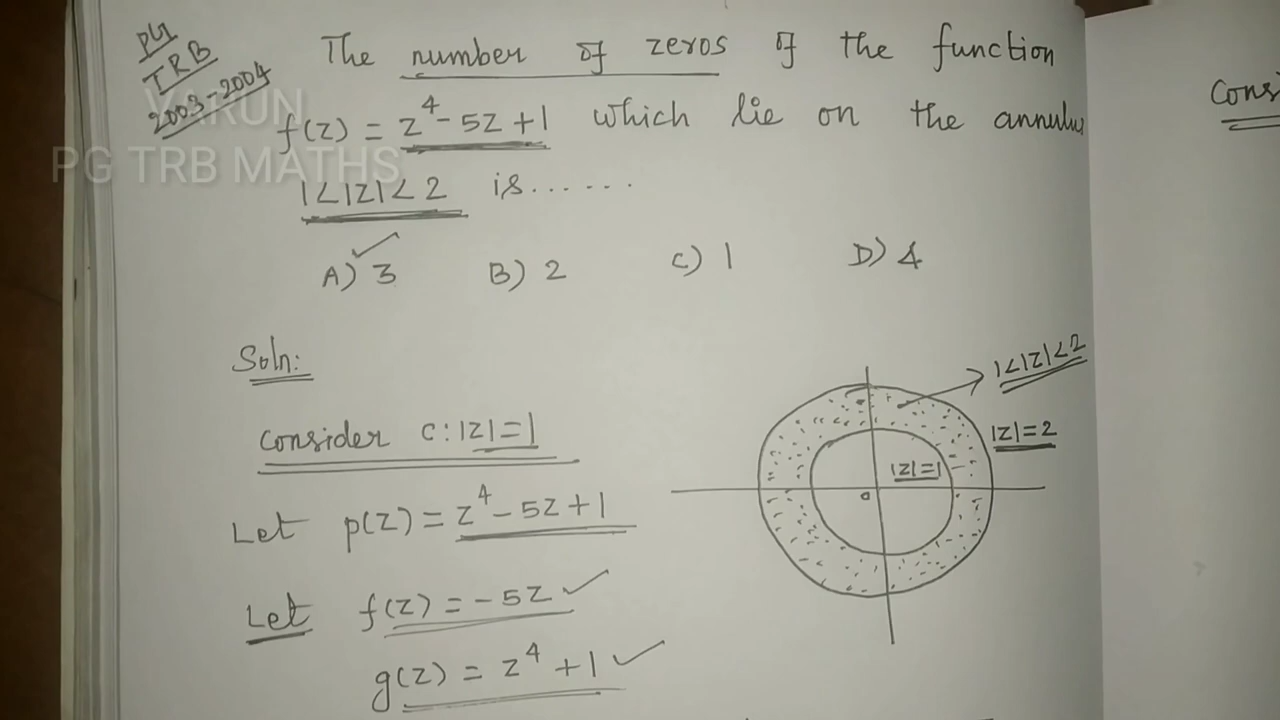 PG
TRB
2003-2004
The number of zeros of the function
f(z) = z⁴ - 5z + 1 which lie on the annulus
1<|z|< 2 is......
A) 3 ✓ B) 2 C) 1 D) 4
VARUN
PG TRB MATHS
Soln:
Consider c: |z|=1
Let p(z) = z⁴ - 5z + 1
Let f(z) = -5z ✓
g(z) = z⁴ + 1 ✓
1<|z|<2
|z|=2
|z|=1
0